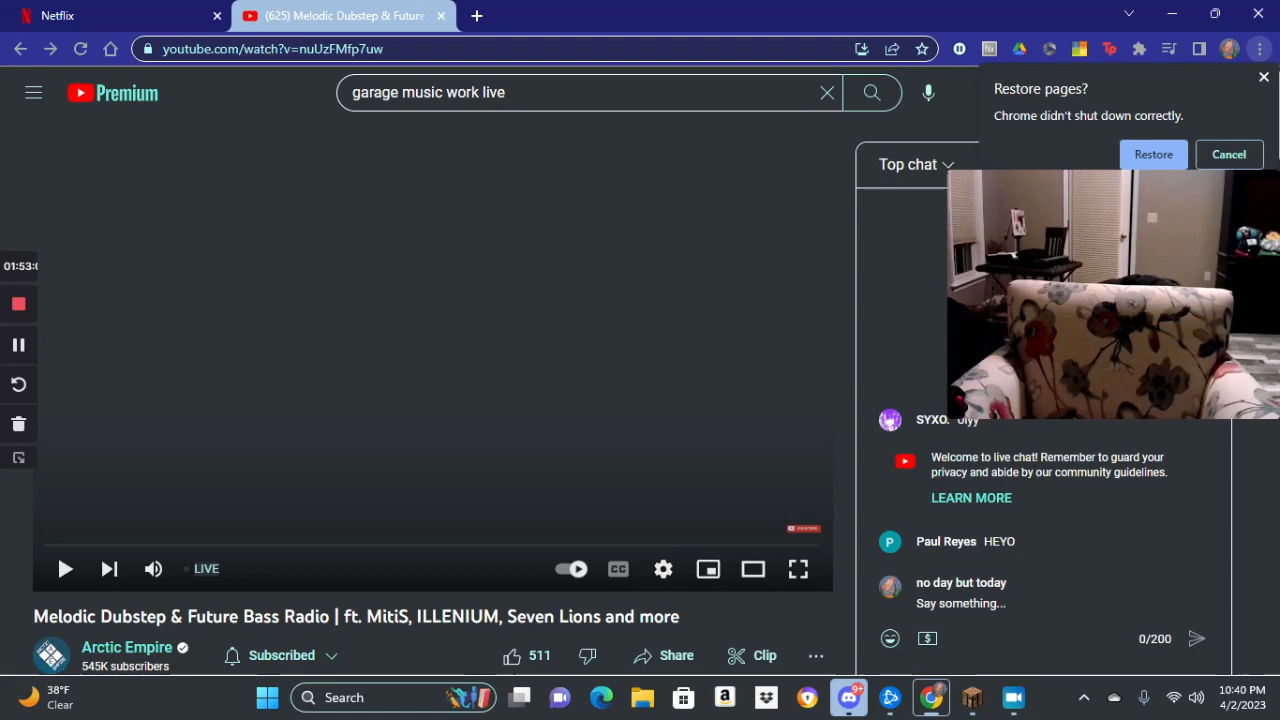 Netflix
(625) Melodic Dubstep & Future
youtube.com/watch?v=nuUzFMfp7uw
Premium
garage music work live
Restore pages?
Chrome didn't shut down correctly.
Restore
Cancel
Top chat
01:53:
SYXO.
Welcome to live chat! Remember to guard your
privacy and abide by our community guidelines.
LEARN MORE
Paul Reyes HEYO
no day but today
Say something...
0/200
LIVE
CC
Melodic Dubstep & Future Bass Radio | ft. MitiS, ILLENIUM, Seven Lions and more
Arctic Empire
545K subscribers
Subscribed
511
Share
Clip
38°F
Clear
Search
9+
10:40 PM
4/2/2023